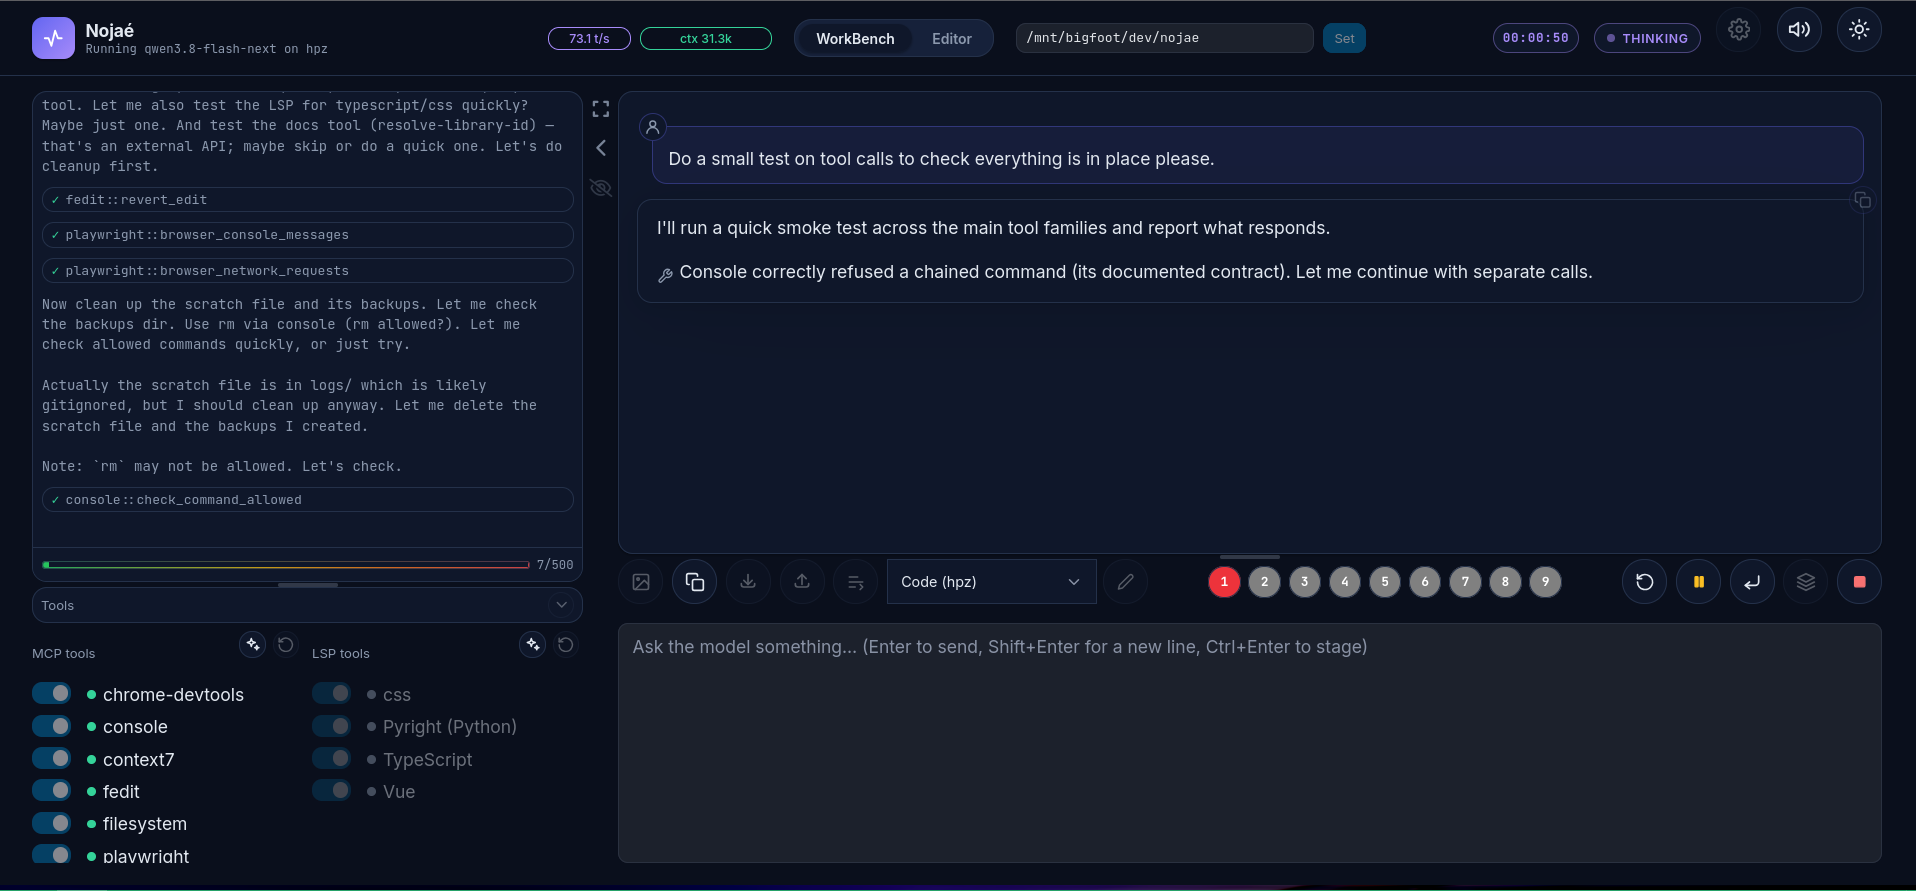 Nojaé
Running qwen3.8-flash-next on hpz
73.1 t/s
ctx 31.3k
WorkBench
Editor
/mnt/bigfoot/dev/nojae
Set
00:00:50
THINKING
tool. Let me also test the LSP for typescript/css quickly?
Maybe just one. And test the docs tool (resolve-library-id) —
that's an external API; maybe skip or do a quick one. Let's do
cleanup first.
✓ fedit::revert_edit
✓ playwright::browser_console_messages
✓ playwright::browser_network_requests
Now clean up the scratch file and its backups. Let me check
the backups dir. Use rm via console (rm allowed?). Let me
check allowed commands quickly, or just try.
Actually the scratch file is in logs/ which is likely
gitignored, but I should clean up anyway. Let me delete the
scratch file and the backups I created.
Note: `rm` may not be allowed. Let's check.
✓ console::check_command_allowed
7/500
Tools
MCP tools
LSP tools
chrome-devtools
console
context7
fedit
filesystem
playwright
css
Pyright (Python)
TypeScript
Vue
Do a small test on tool calls to check everything is in place please.
I'll run a quick smoke test across the main tool families and report what responds.
Console correctly refused a chained command (its documented contract). Let me continue with separate calls.
Code (hpz)
1 2 3 4 5 6 7 8 9
Ask the model something... (Enter to send, Shift+Enter for a new line, Ctrl+Enter to stage)